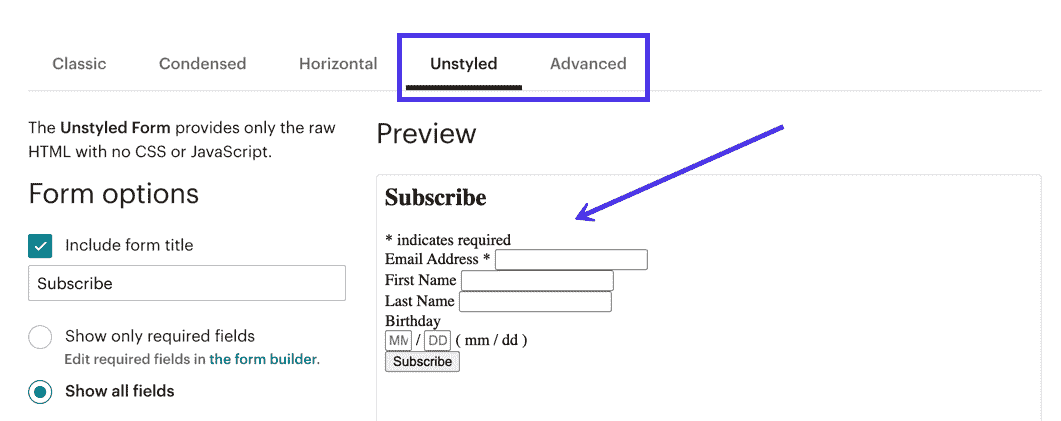 Classic Condensed Horizontal Unstyled Advanced
The Unstyled Form provides only the raw
HTML with no CSS or JavaScript.
Form options
Include form title
Subscribe
Show only required fields
Edit required fields in the form builder.
Show all fields
Preview
Subscribe
* indicates required
Email Address *
First Name
Last Name
Birthday
MM / DD ( mm / dd )
Subscribe